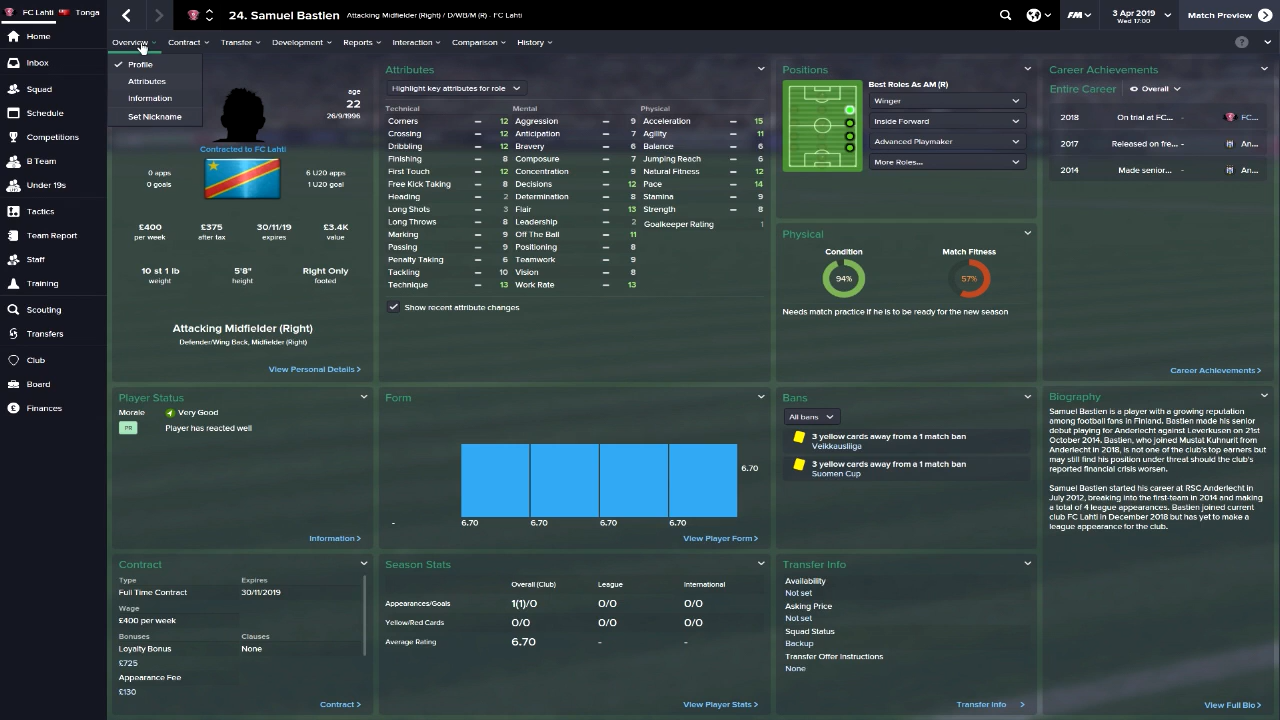 FC Lahti Tonga
24. Samuel Bastien Attacking Midfielder (Right) / D/WB/M (R) - FC Lahti
FM
3 Apr 2019
Wed 17:00
Match Preview
Home
Inbox
Squad
Schedule
Competitions
B Team
Under 19s
Tactics
Team Report
Staff
Training
Scouting
Transfers
Club
Board
Finances
Overview Contract Transfer Development Reports Interaction Comparison History
Profile
Attributes
Information
Set Nickname
age
22
26/9/1996
Contracted to FC Lahti
0 apps
0 goals
6 U20 apps
1 U20 goal
£400 £375 30/11/19 £3.4K
per week after tax expires value
10 st 1 lb 5'8" Right Only
weight height footed
Attacking Midfielder (Right)
Defender/Wing Back, Midfielder (Right)
View Personal Details >
Attributes
Highlight key attributes for role
Technical Mental Physical
Corners – 12 Aggression – 9 Acceleration – 15
Crossing – 12 Anticipation – 7 Agility – 11
Dribbling – 12 Bravery – 6 Balance – 6
Finishing – 8 Composure – 7 Jumping Reach – 6
First Touch – 12 Concentration – 9 Natural Fitness – 12
Free Kick Taking – 8 Decisions – 12 Pace – 14
Heading – 2 Determination – 8 Stamina – 9
Long Shots – 3 Flair – 13 Strength – 8
Long Throws – 8 Leadership – 2 Goalkeeper Rating 1
Marking – 9 Off The Ball – 11
Passing – 9 Positioning – 8
Penalty Taking – 6 Teamwork – 9
Tackling – 10 Vision – 8
Technique – 13 Work Rate – 13
Show recent attribute changes
Positions
Best Roles As AM (R)
Winger
Inside Forward
Advanced Playmaker
More Roles...
Physical
Condition Match Fitness
94% 57%
Needs match practice if he is to be ready for the new season
Career Achievements
Entire Career Overall
2018 On trial at FC... - FC...
2017 Released on fre... - An...
2014 Made senior... - An...
Career Achievements >
Player Status
Morale Very Good
PR Player has reacted well
Information >
Form
6.70
- 6.70 6.70 6.70 6.70
View Player Form >
Bans
All bans
3 yellow cards away from a 1 match ban
Veikkausliiga
3 yellow cards away from a 1 match ban
Suomen Cup
Biography
Samuel Bastien is a player with a growing reputation
among football fans in Finland. Bastien made his senior
debut playing for Anderlecht against Leverkusen on 21st
October 2014. Bastien, who joined Mustat Kuhnurit from
Anderlecht in 2018, is not one of the club's top earners but
may still find his position under threat should the club's
reported financial crisis worsen.
Samuel Bastien started his career at RSC Anderlecht in
July 2012, breaking into the first-team in 2014 and making
a total of 4 league appearances. Bastien joined current
club FC Lahti in December 2018 but has yet to make a
league appearance for the club.
Contract
Type Expires
Full Time Contract 30/11/2019
Wage
£400 per week
Bonuses Clauses
Loyalty Bonus None
£725
Appearance Fee
£130
Contract >
Season Stats
Overall (Club) League International
Appearances/Goals 1(1)/0 0/0 0/0
Yellow/Red Cards 0/0 0/0 0/0
Average Rating 6.70 - -
View Player Stats >
Transfer Info
Availability
Not set
Asking Price
Not set
Squad Status
Backup
Transfer Offer Instructions
None
Transfer Info >
View Full Bio >